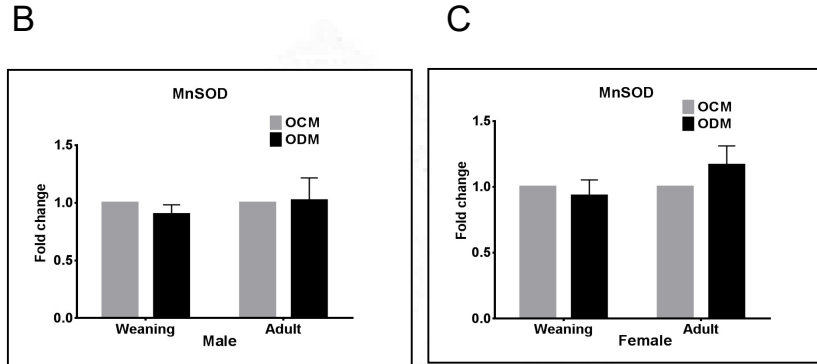 B
MnSOD
OCM
ODM
1.5
1.0
0.5
0.0
Fold change
Weaning
Adult
Male
C
MnSOD
OCM
ODM
1.5
1.0
0.5
0.0
Fold change
Weaning
Adult
Female